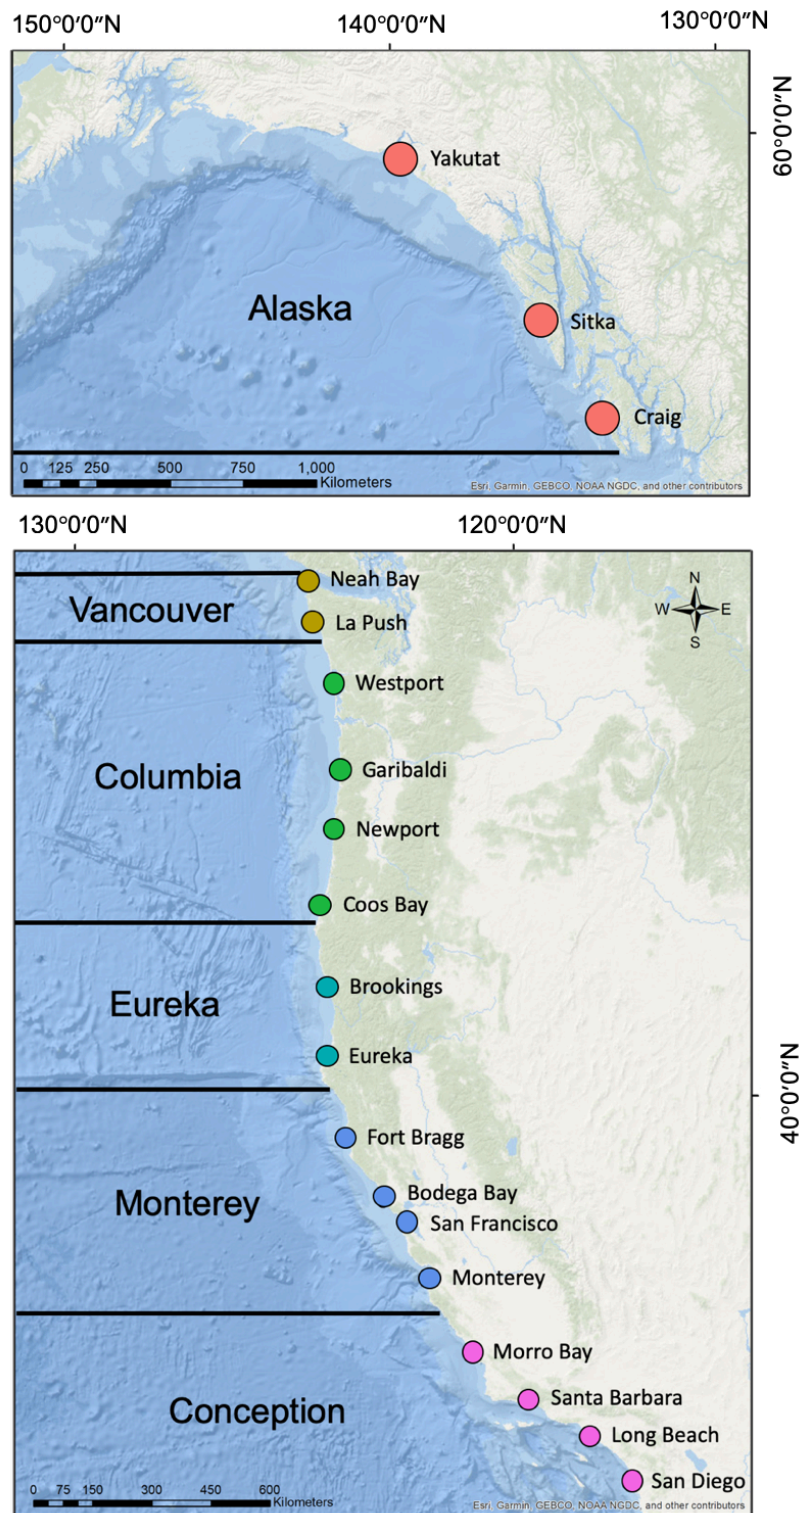 150°0′0″N 140°0′0″N 130°0′0″N
60°0′0″N
Yakutat
Alaska
Sitka
Craig
0 125 250 500 750 1,000
Kilometers
Esri, Garmin, GEBCO, NOAA NGDC, and other contributors
130°0′0″N 120°0′0″N
Neah Bay
N
Vancouver
W E
La Push
S
Westport
Columbia
Garibaldi
Newport
Coos Bay
Brookings
Eureka
Eureka
40°0′0″N
Fort Bragg
Bodega Bay
Monterey
San Francisco
Monterey
Morro Bay
Santa Barbara
Conception
Long Beach
San Diego
0 75 150 300 450 600
Kilometers
Esri, Garmin, GEBCO, NOAA NGDC, and other contributors